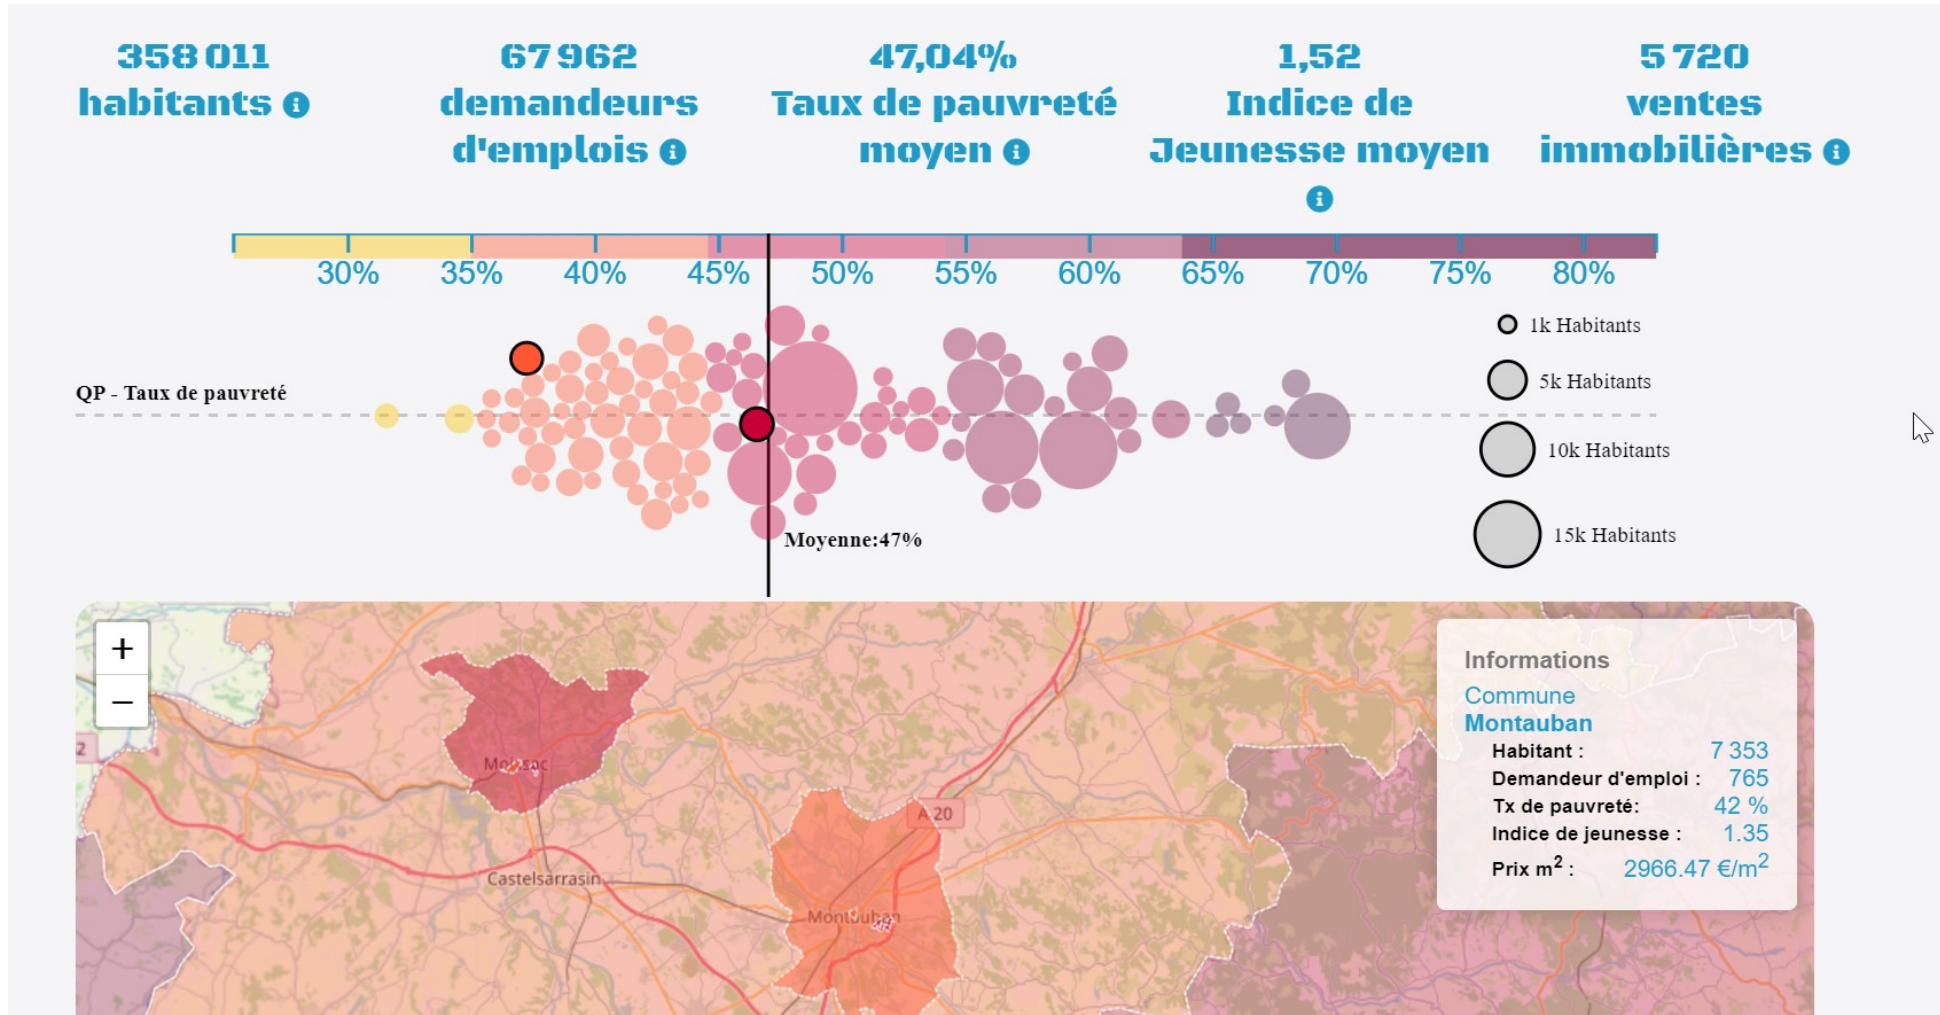 358 011
habitants
67 962
demandeurs
d'emplois
47,04%
Taux de pauvreté
moyen
1,52
Indice de
Jeunesse moyen
5 720
ventes
immobilières
30% 35% 40% 45% 50% 55% 60% 65% 70% 75% 80%
QP - Taux de pauvreté
1k Habitants
5k Habitants
10k Habitants
15k Habitants
Moyenne:47%
+
−
Informations
Commune
Montauban
Habitant : 7 353
Demandeur d'emploi : 765
Tx de pauvreté: 42 %
Indice de jeunesse : 1.35
Prix m² : 2966.47 €/m²
2
Moissac
A 20
Castelsarrasin
Montauban